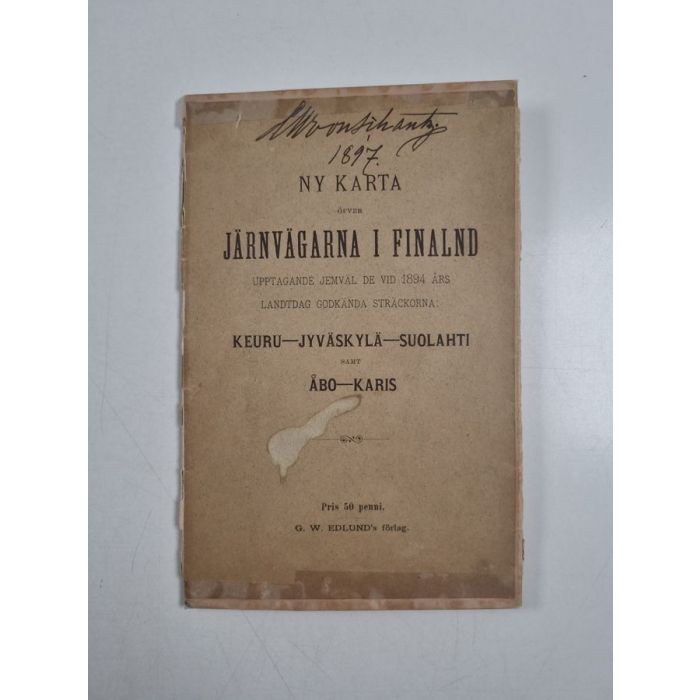 1897.
NY KARTA
ÖFVER
JÄRNVÄGARNA I FINALND
UPPTAGANDE JEMVÄL DE VID 1894 ÅRS
LANDTDAG GODKÄNDA STRÄCKORNA:
KEURU—JYVÄSKYLÄ—SUOLAHTI
SAMT
ÅBO—KARIS
Pris 50 penni.
G. W. EDLUND's förlag.